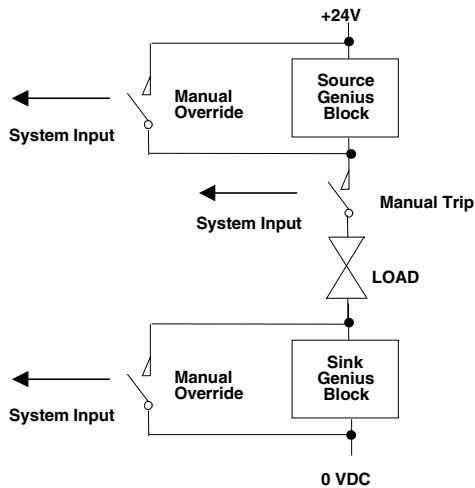 +24V
Source
Genius
Block
Manual
Override
System Input
Manual Trip
System Input
LOAD
Sink
Genius
Block
Manual
Override
System Input
0 VDC